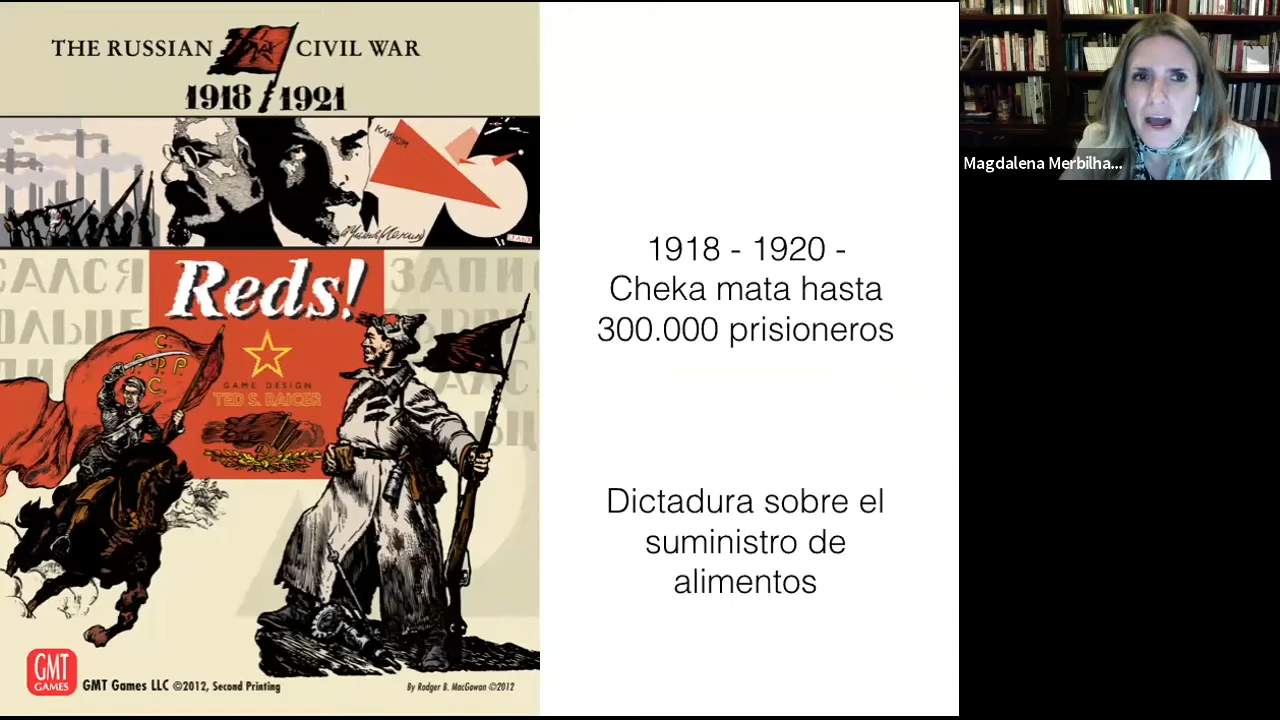 THE RUSSIAN CIVIL WAR
1918 / 1921
КЛИНОМ
Reds!
С.
Р.Ф.Р
С.
GAME DESIGN
TED S. RAICER
GMT
GAMES
GMT Games LLC ©2012, Second Printing
By Rodger B. MacGowan ©2012
1918 - 1920 -
Cheka mata hasta
300.000 prisioneros
Dictadura sobre el
suministro de
alimentos
Magdalena Merbilha...